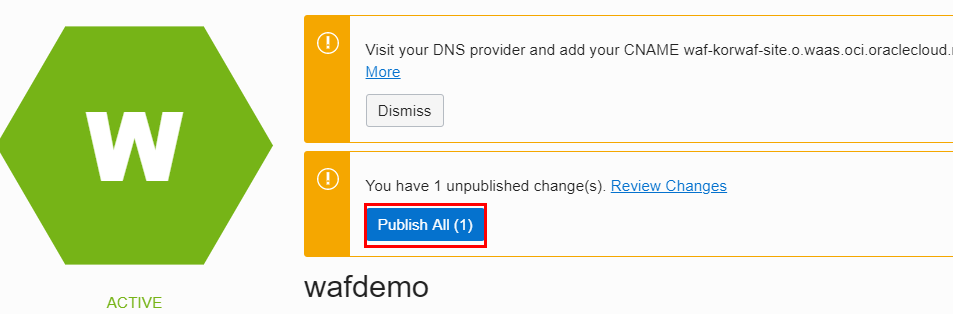 W
ACTIVE
Visit your DNS provider and add your CNAME waf-korwaf-site.o.waas.oci.oraclecloud.
More
Dismiss
You have 1 unpublished change(s). Review Changes
Publish All (1)
wafdemo